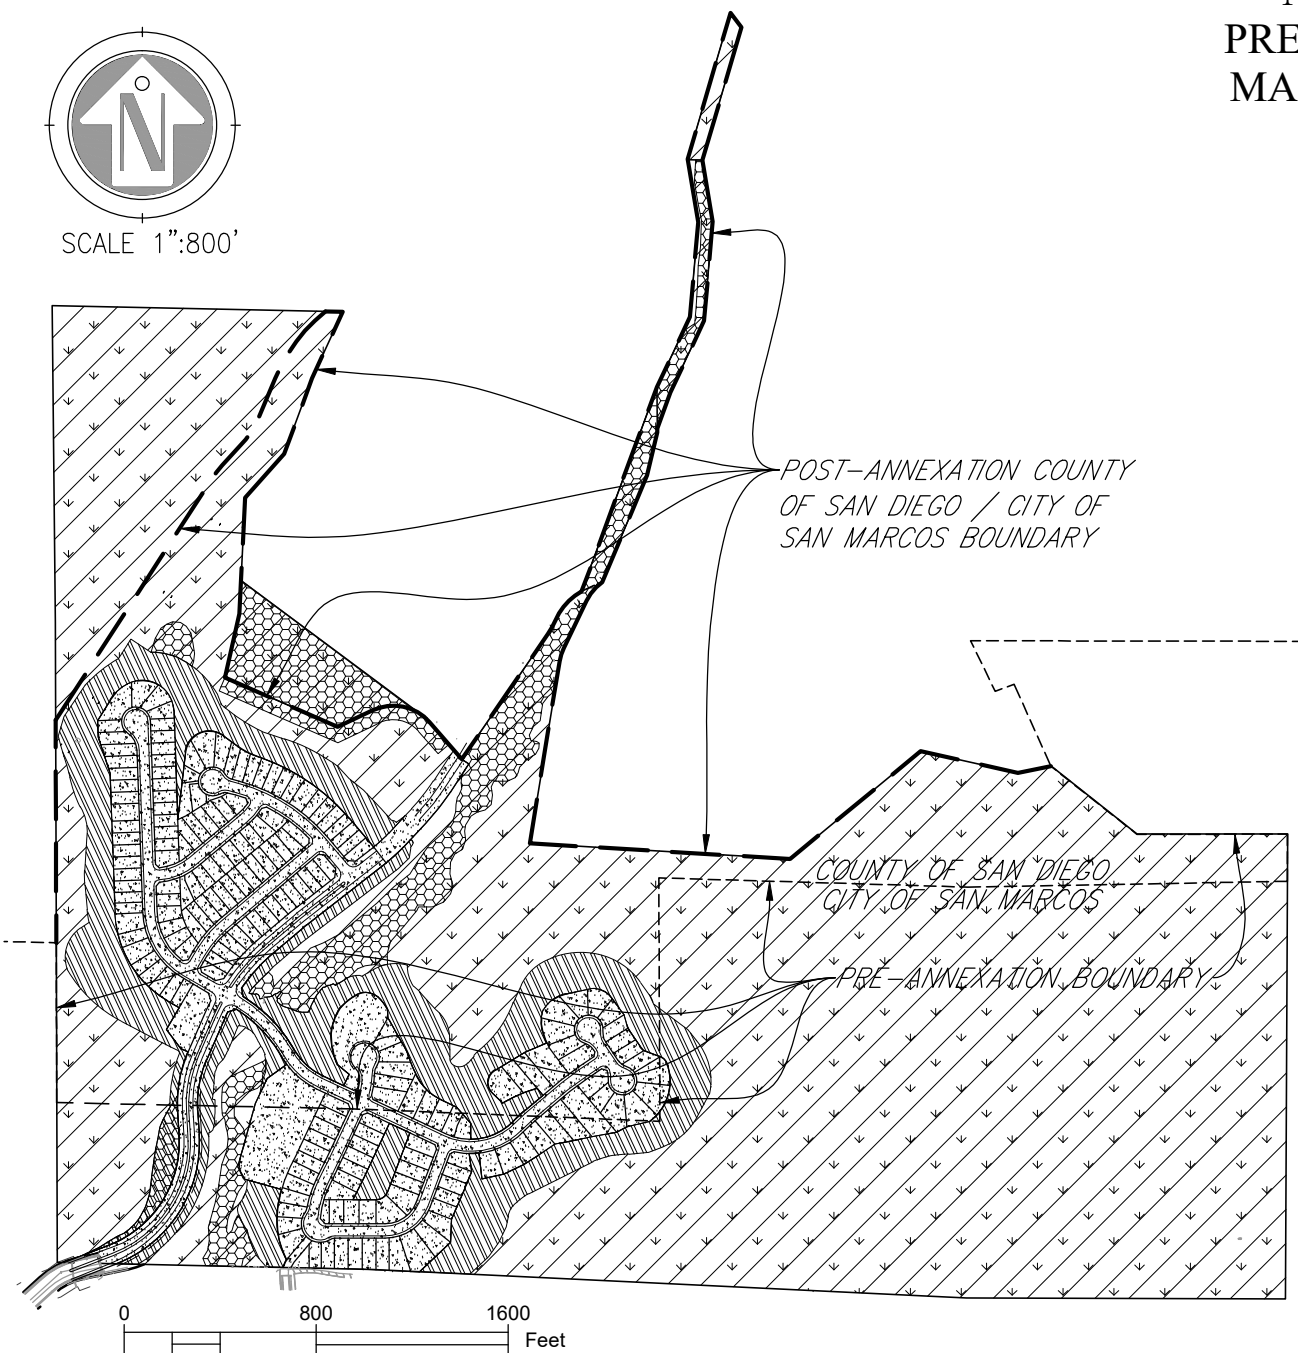 PRE
MA
N
SCALE 1":800'
POST-ANNEXATION COUNTY
OF SAN DIEGO / CITY OF
SAN MARCOS BOUNDARY
COUNTY OF SAN DIEGO
CITY OF SAN MARCOS
PRE-ANNEXATION BOUNDARY
0 800 1600
Feet